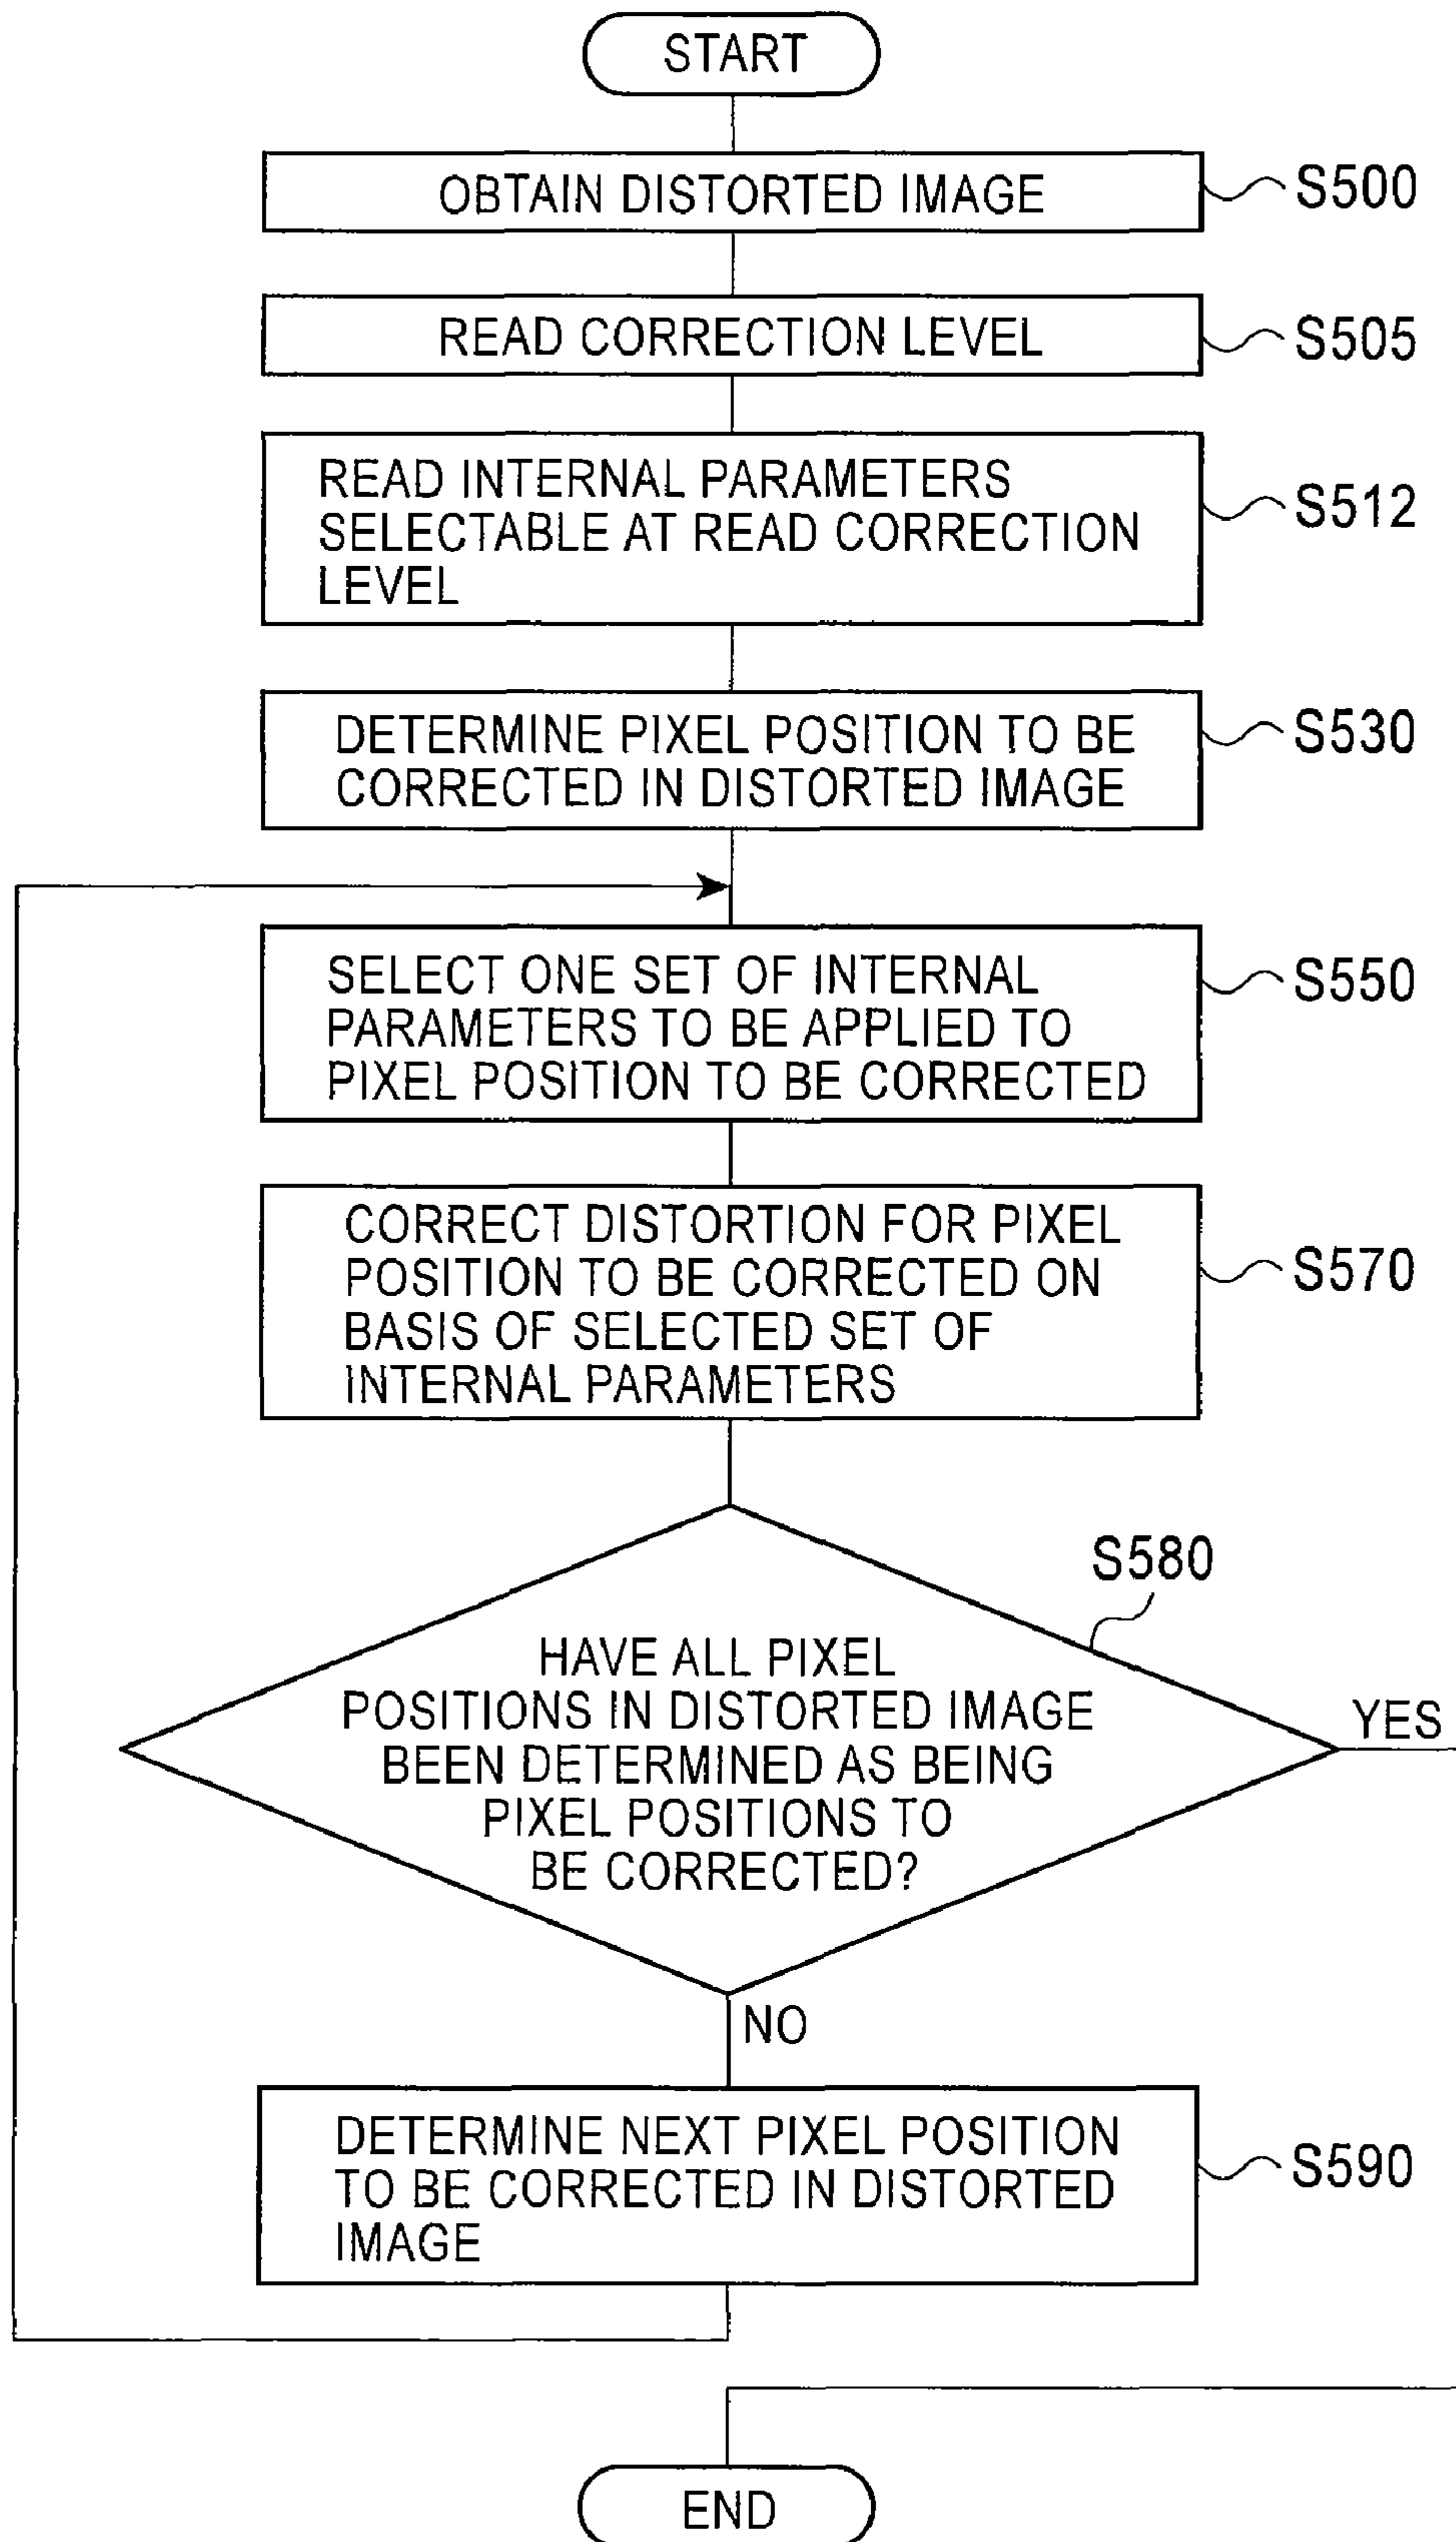 START
OBTAIN DISTORTED IMAGE
S500
READ CORRECTION LEVEL
S505
READ INTERNAL PARAMETERS
SELECTABLE AT READ CORRECTION
LEVEL
S512
DETERMINE PIXEL POSITION TO BE
CORRECTED IN DISTORTED IMAGE
S530
SELECT ONE SET OF INTERNAL
PARAMETERS TO BE APPLIED TO
PIXEL POSITION TO BE CORRECTED
S550
CORRECT DISTORTION FOR PIXEL
POSITION TO BE CORRECTED ON
BASIS OF SELECTED SET OF
INTERNAL PARAMETERS
S570
S580
HAVE ALL PIXEL
POSITIONS IN DISTORTED IMAGE
BEEN DETERMINED AS BEING
PIXEL POSITIONS TO
BE CORRECTED?
YES
NO
DETERMINE NEXT PIXEL POSITION
TO BE CORRECTED IN DISTORTED
IMAGE
S590
END